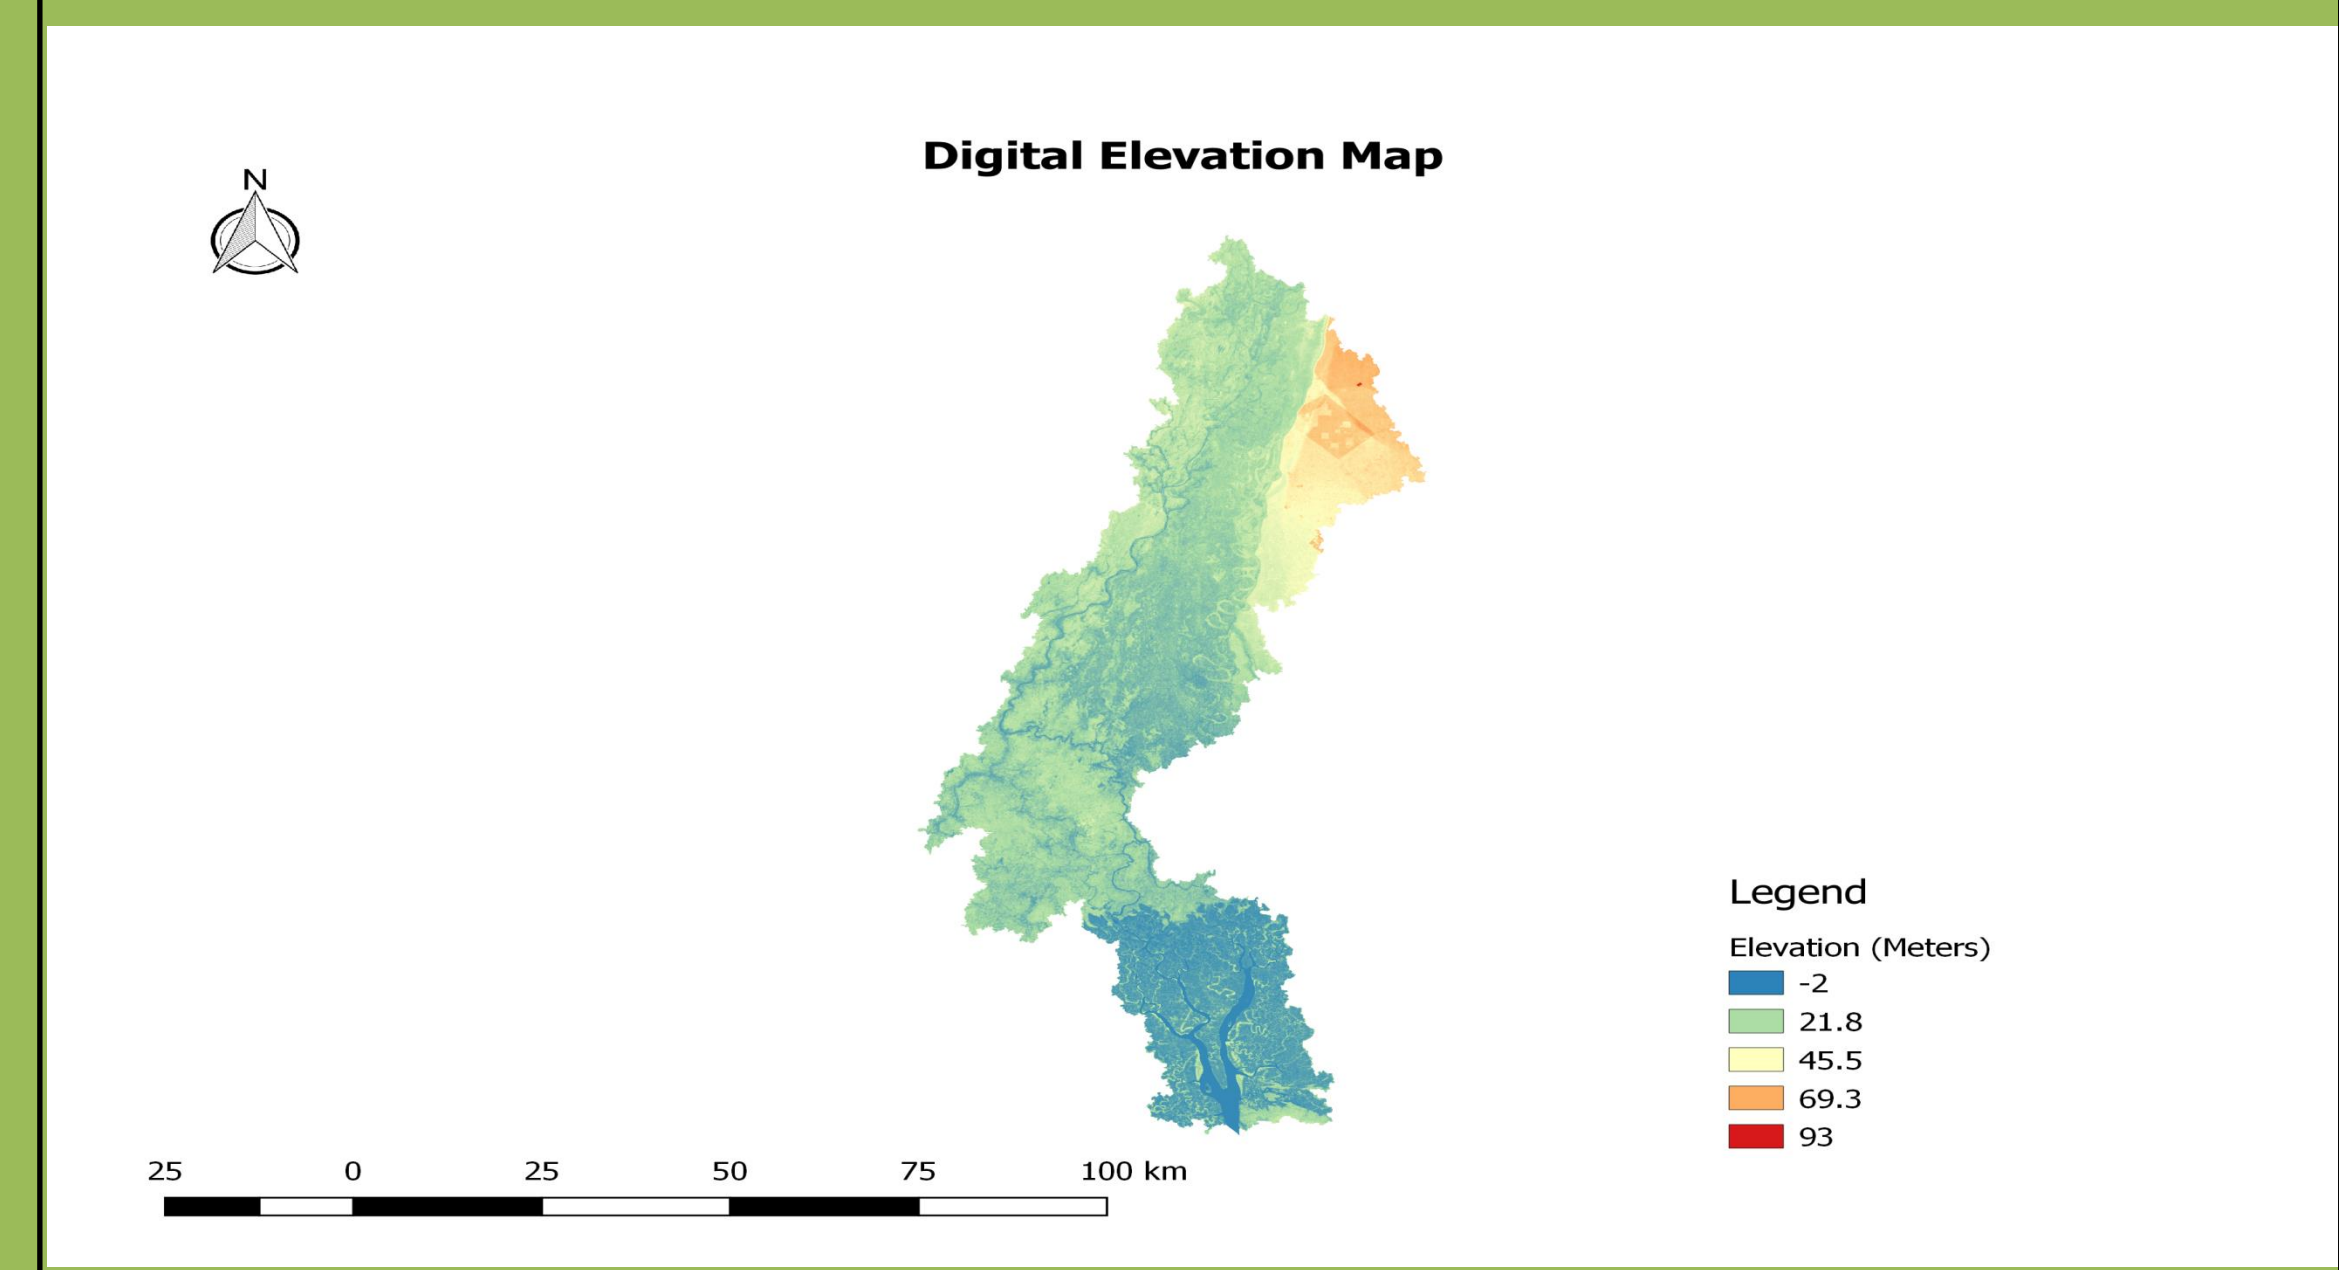 Digital Elevation Map
N
Legend
Elevation (Meters)
-2
21.8
45.5
69.3
93
25 0 25 50 75 100 km